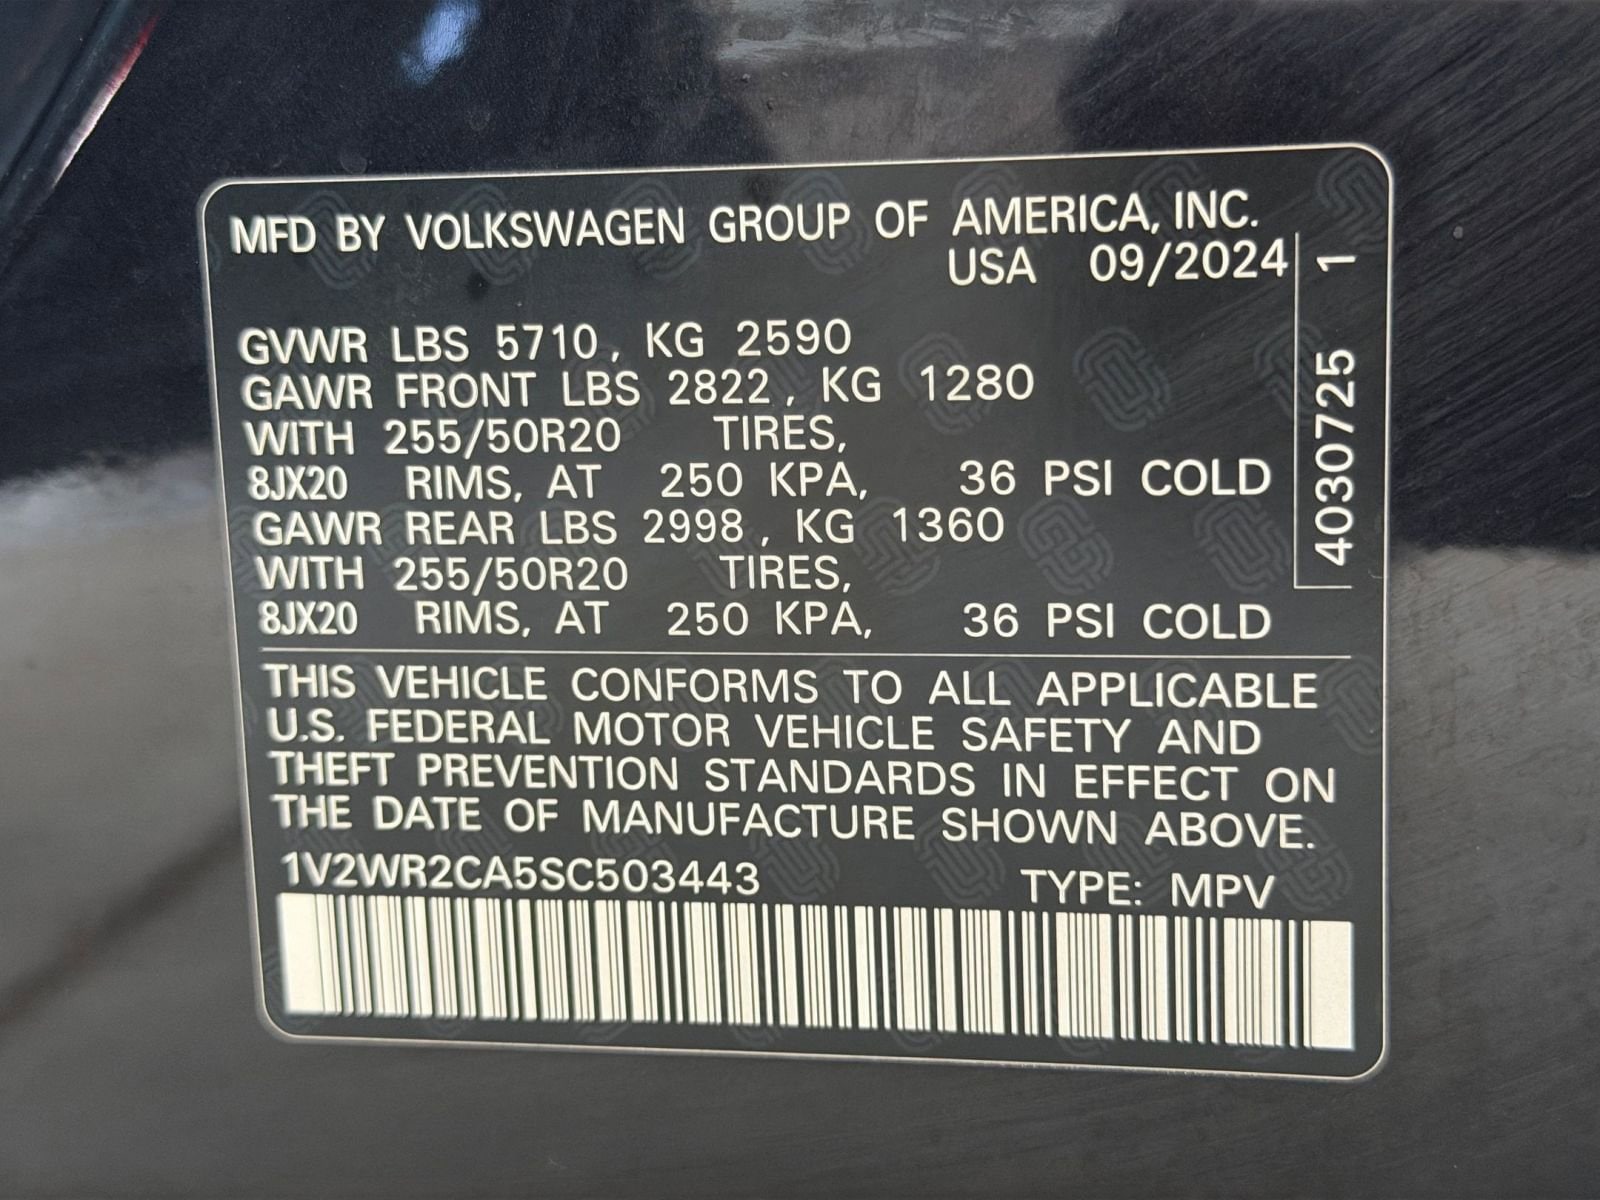 MFD BY VOLKSWAGEN GROUP OF AMERICA, INC.
USA 09/2024
GVWR LBS 5710, KG 2590
GAWR FRONT LBS 2822, KG 1280
WITH 255/50R20 TIRES,
8JX20 RIMS, AT 250 KPA, 36 PSI COLD
GAWR REAR LBS 2998, KG 1360
WITH 255/50R20 TIRES,
8JX20 RIMS, AT 250 KPA, 36 PSI COLD
THIS VEHICLE CONFORMS TO ALL APPLICABLE
U.S. FEDERAL MOTOR VEHICLE SAFETY AND
THEFT PREVENTION STANDARDS IN EFFECT ON
THE DATE OF MANUFACTURE SHOWN ABOVE.
1V2WR2CA5SC503443 TYPE: MPV
40307251 1